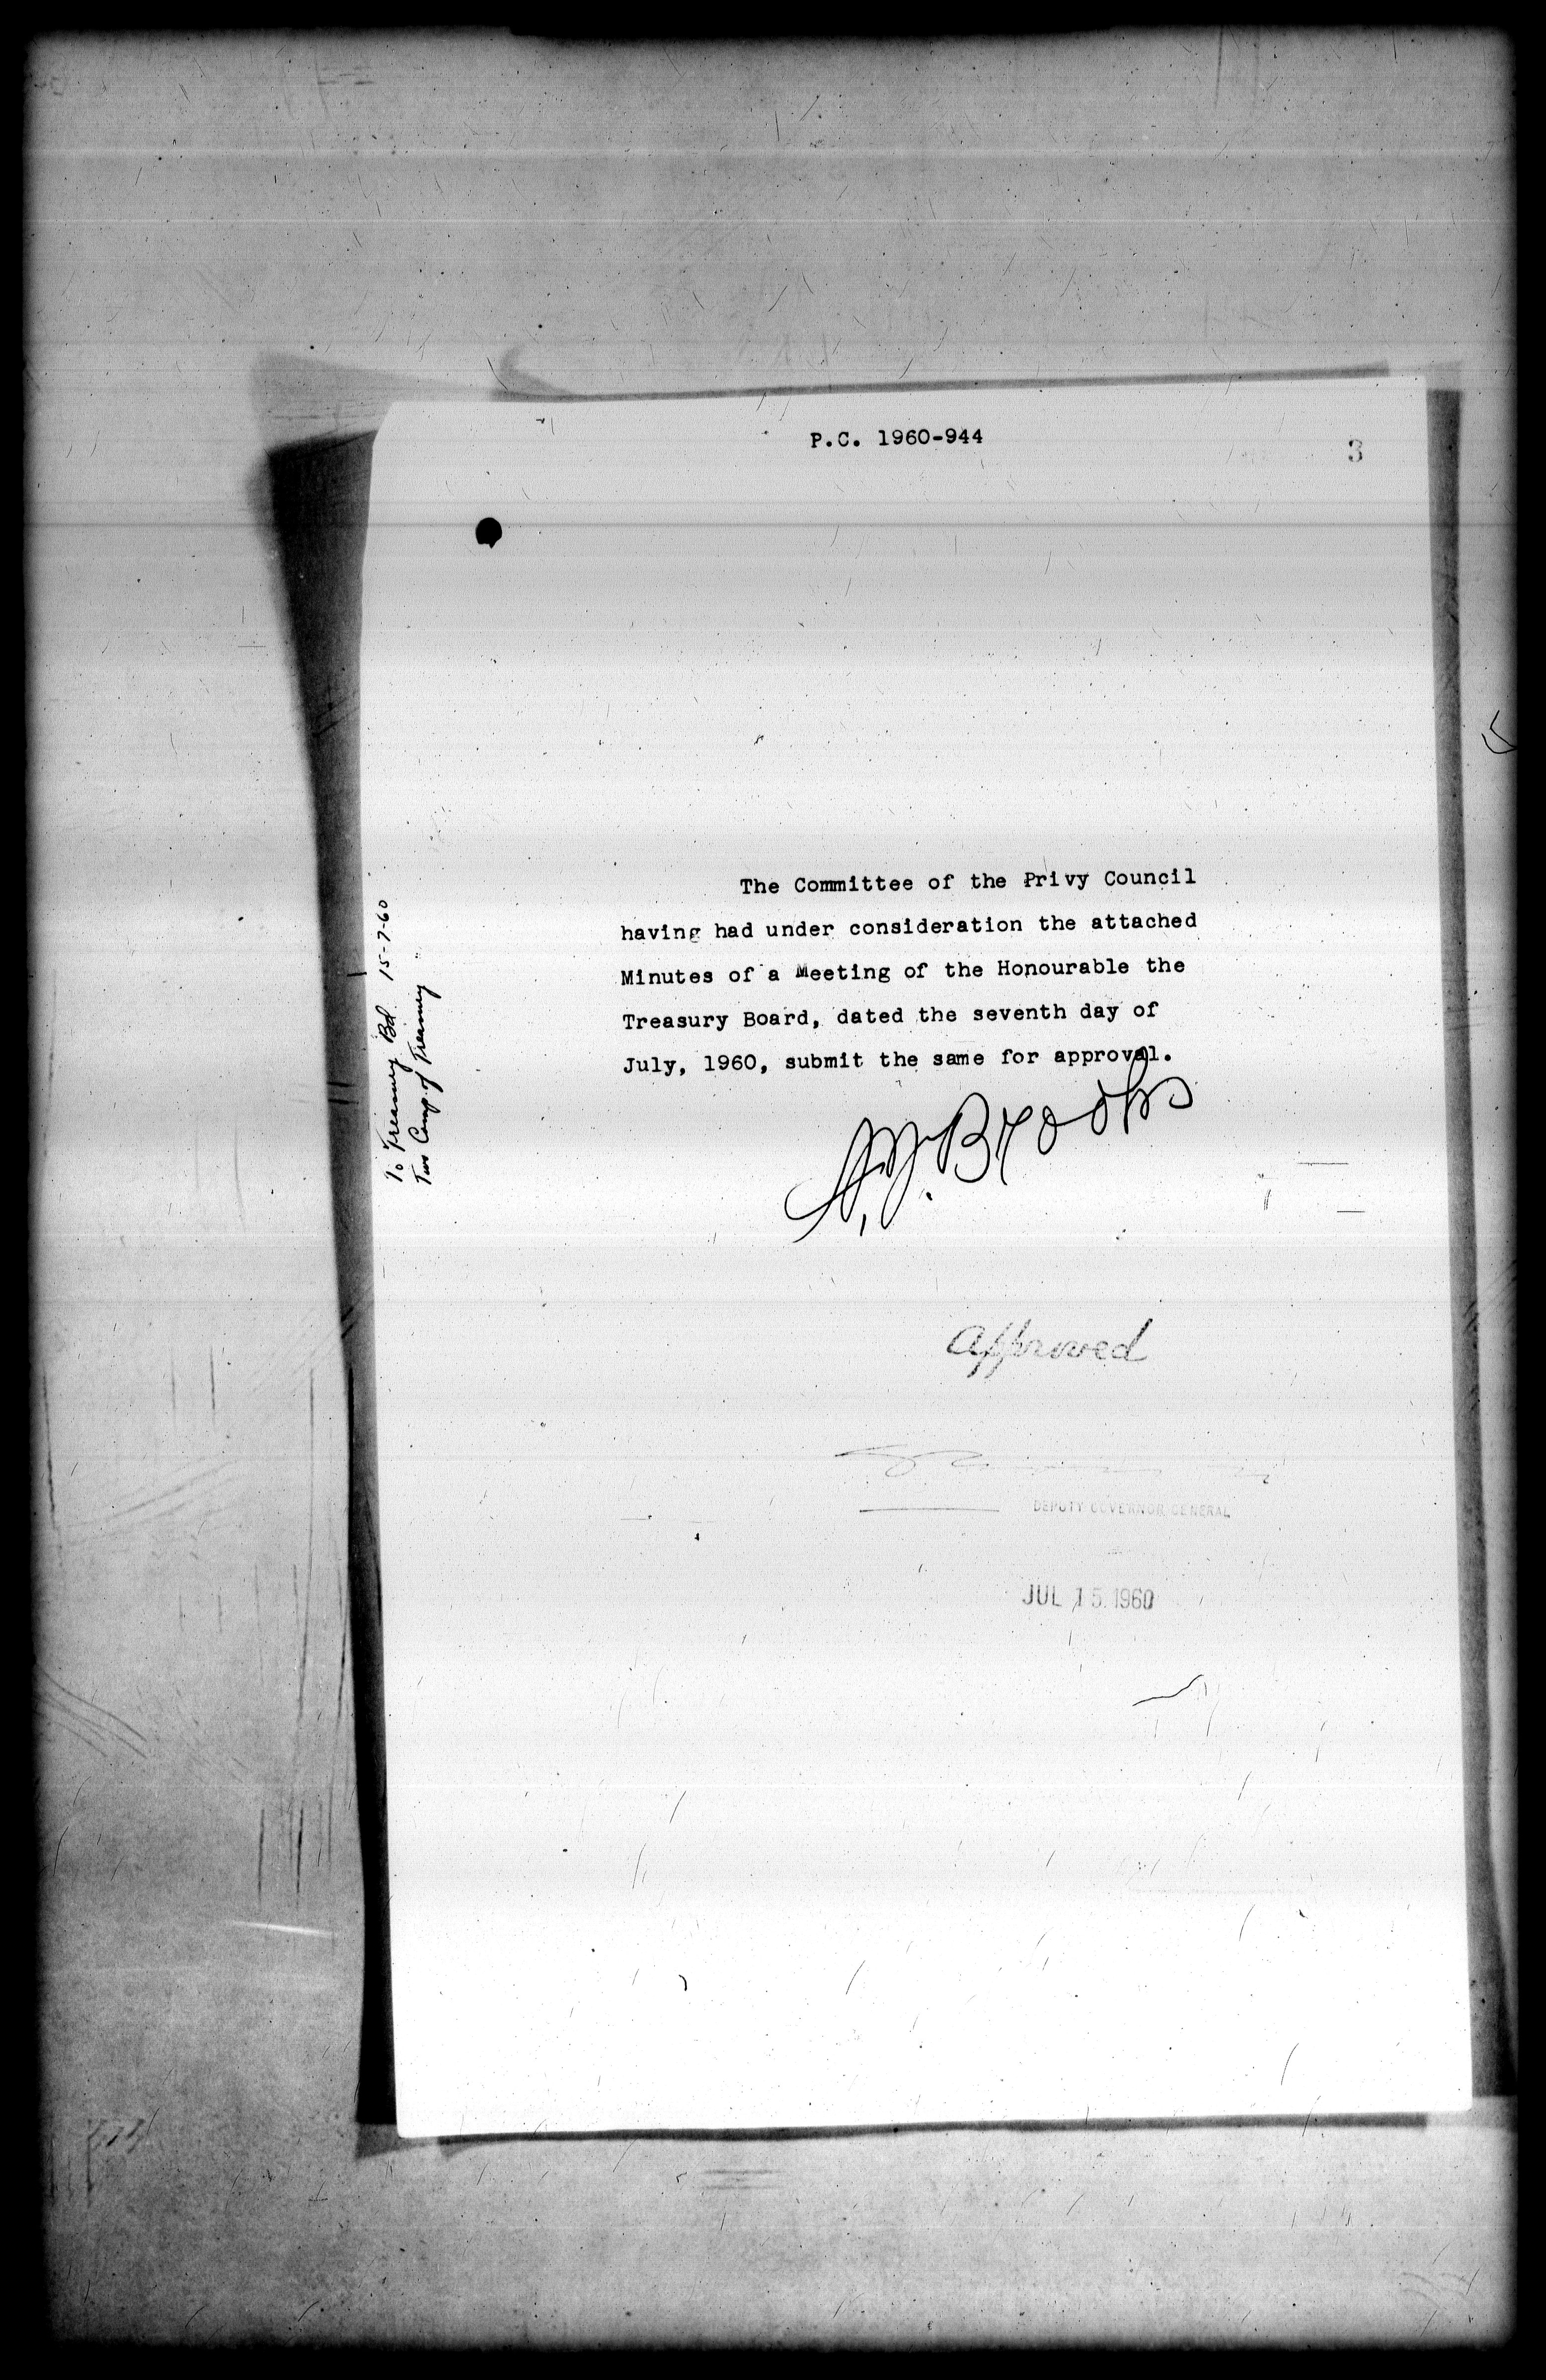 P.C. 1960-944
3
The Committee of the Privy Council
having had under consideration the attached
Minutes of a Meeting of the Honourable the
Treasury Board, dated the seventh day of
July, 1960, submit the same for approval.
A.J. Brooks
Approved
DEPUTY GOVERNOR GENERAL
JUL 15 1960
To Treasury Bd. 15-7-60
Two Comp. of Treasury "